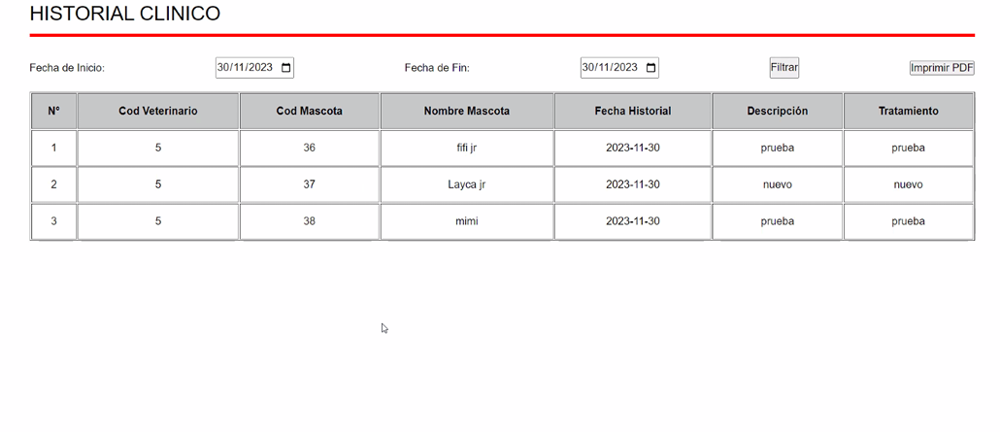 HISTORIAL CLINICO
Fecha de Inicio: 30/11/2023 Fecha de Fin: 30/11/2023 Filtrar Imprimir PDF
Nº Cod Veterinario Cod Mascota Nombre Mascota Fecha Historial Descripción Tratamiento
1 5 36 fifi jr 2023-11-30 prueba prueba
2 5 37 Layca jr 2023-11-30 nuevo nuevo
3 5 38 mimi 2023-11-30 prueba prueba